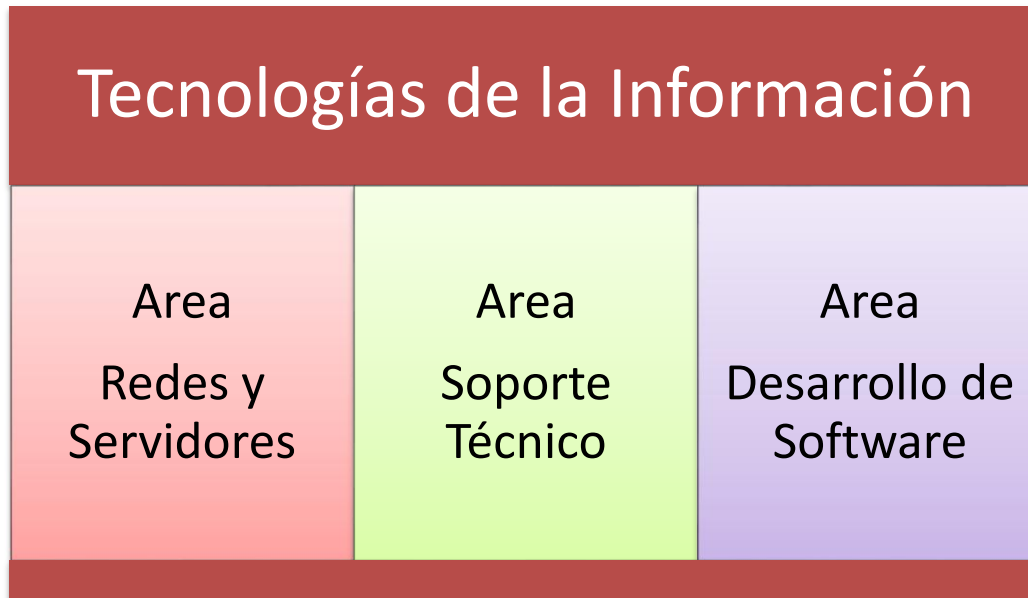 Tecnologías de la Información
Area
Redes y
Servidores
Area
Soporte
Técnico
Area
Desarrollo de
Software